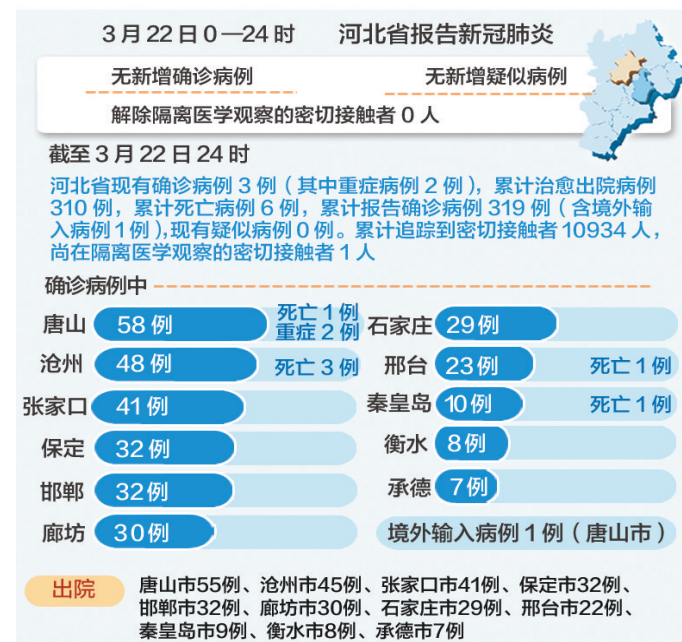 3月22日0—24时 河北省报告新冠肺炎
无新增确诊病例 无新增疑似病例
解除隔离医学观察的密切接触者0人
截至3月22日24时
河北省现有确诊病例3例（其中重症病例2例），累计治愈出院病例
310例，累计死亡病例6例，累计报告确诊病例319例（含境外输
入病例1例），现有疑似病例0例。累计追踪到密切接触者10934人，
尚在隔离医学观察的密切接触者1人
确诊病例中
唐山 58例 死亡1例
重症2例
沧州 48例 死亡3例
张家口 41例
保定 32例
邯郸 32例
廊坊 30例
石家庄 29例
邢台 23例 死亡1例
秦皇岛 10例 死亡1例
衡水 8例
承德 7例
境外输入病例1例（唐山市）
出院 唐山市55例、沧州市45例、张家口市41例、保定市32例、
邯郸市32例、廊坊市30例、石家庄市29例、邢台市22例、
秦皇岛市9例、衡水市8例、承德市7例